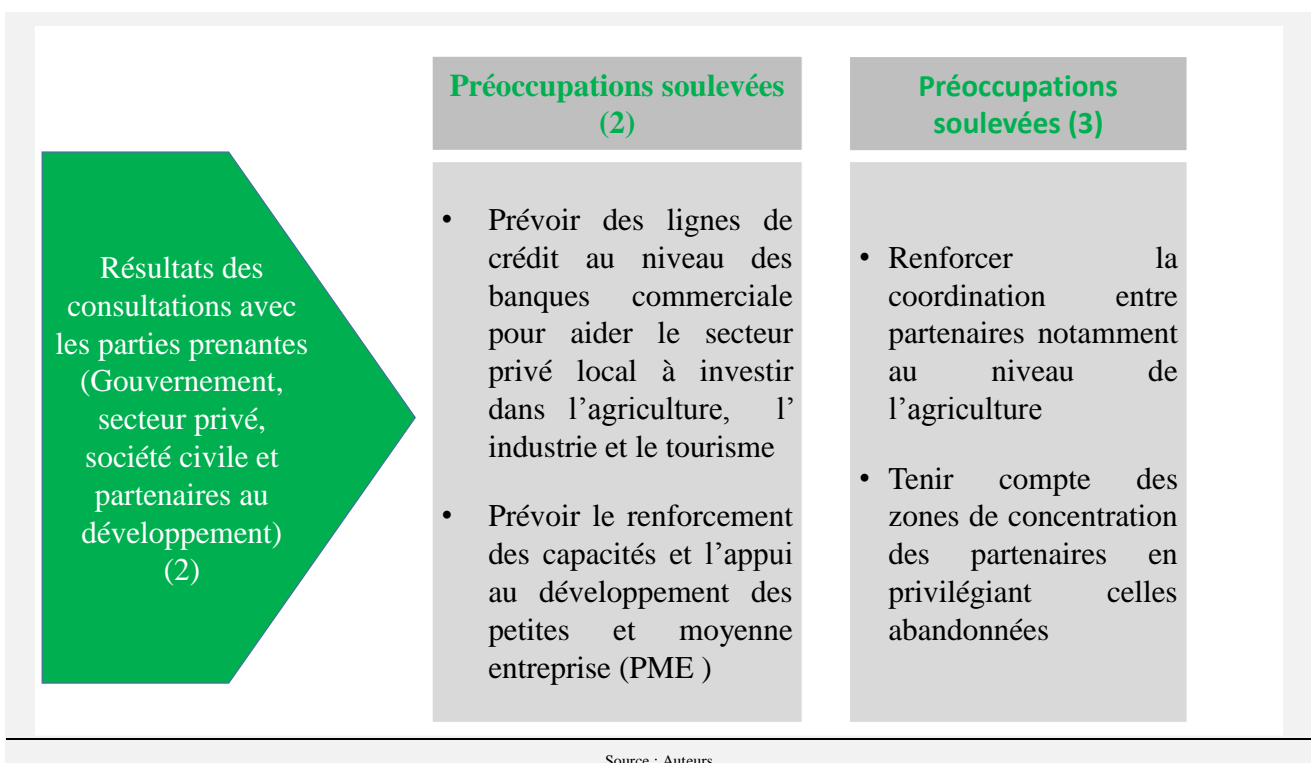 Résultats des
consultations avec
les parties prenantes
(Gouvernement,
secteur privé,
société civile et
partenaires au
développement)
(2)
Préoccupations soulevées
(2)
• Prévoir des lignes de
crédit au niveau des
banques commerciale
pour aider le secteur
privé local à investir
dans l’agriculture, l’
industrie et le tourisme
• Prévoir le renforcement
des capacités et l’appui
au développement des
petites et moyenne
entreprise (PME )
Préoccupations
soulevées (3)
• Renforcer la
coordination entre
partenaires notamment
au niveau de
l’agriculture
• Tenir compte des
zones de concentration
des partenaires en
privilégiant celles
abandonnées
Source : Auteurs